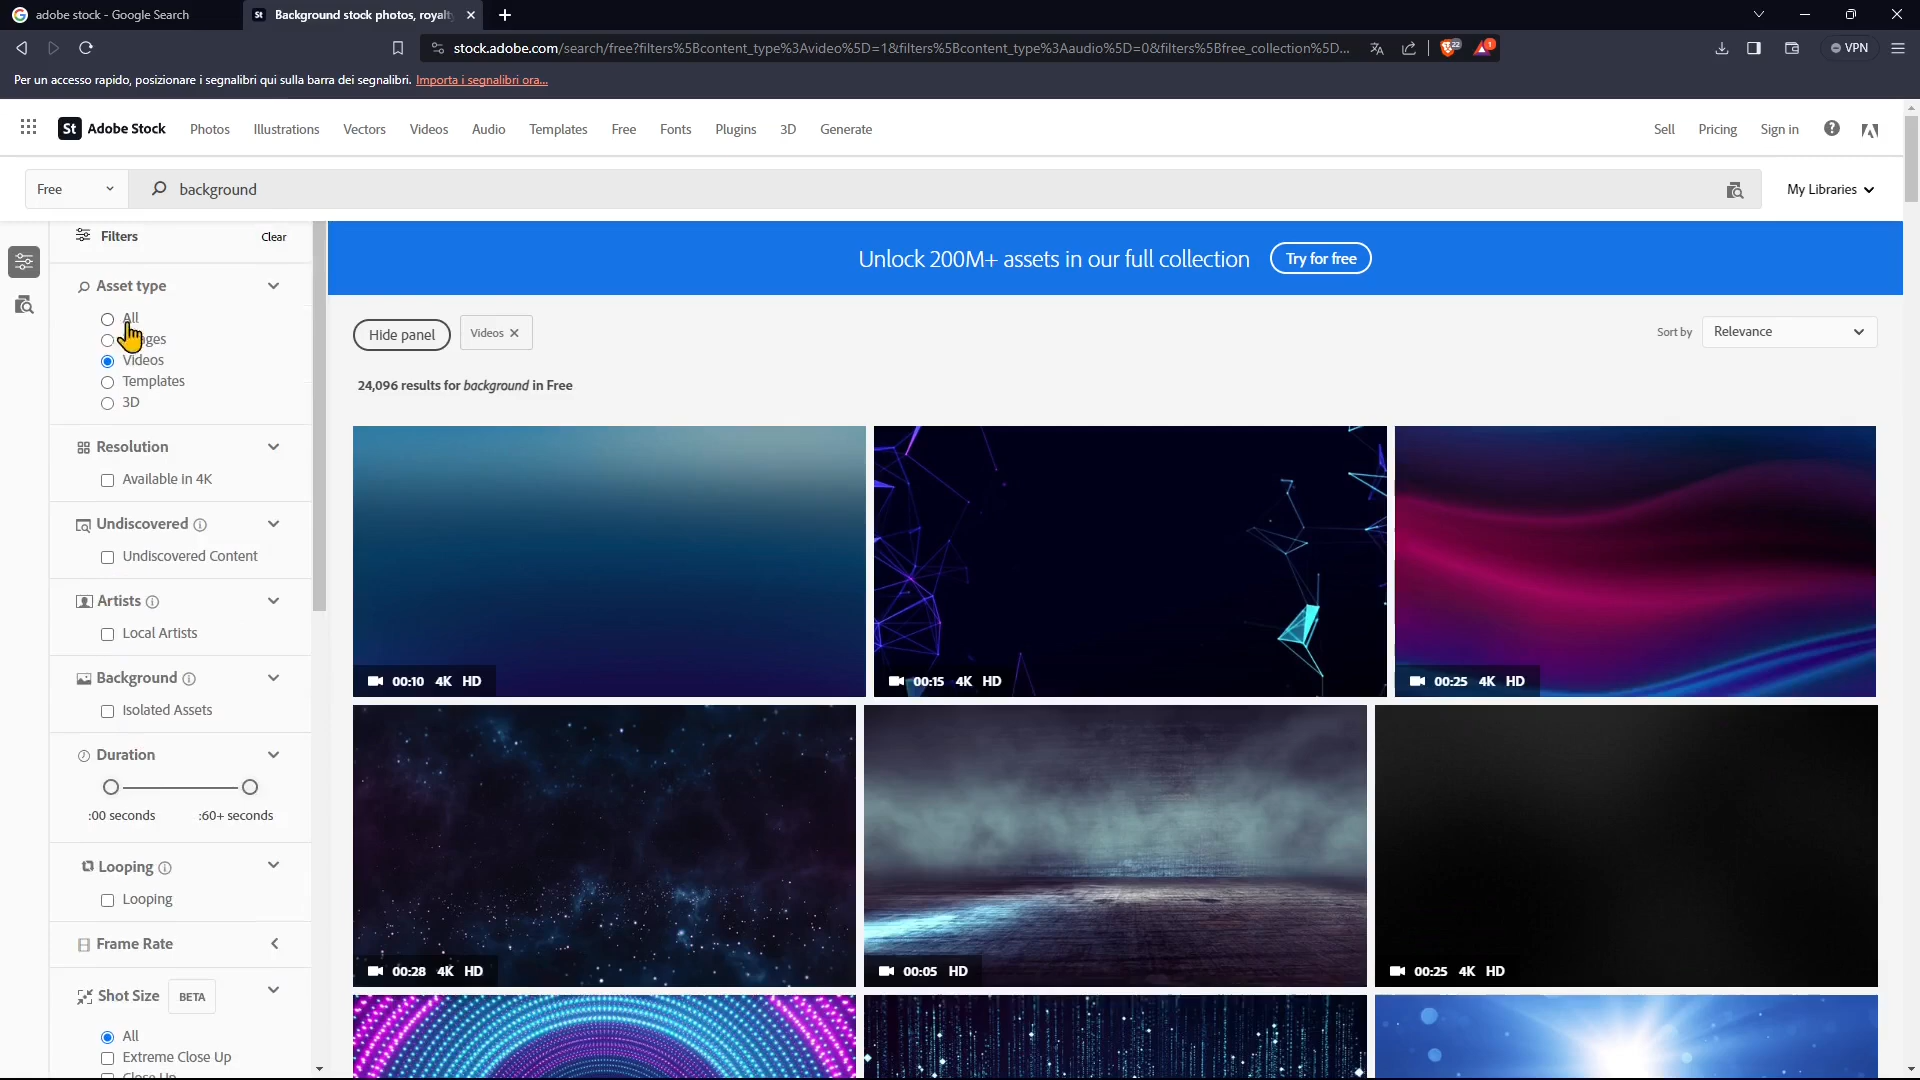 adobe stock - Google Search
St Background stock photos, royalt
stock.adobe.com/search/free?filters%5Bcontent_type%3Avideo%5D=1&filters%5Bcontent_type%3Aaudio%5D=0&filters%5Bfree_collection%5D...
22
1
VPN
Per un accesso rapido, posizionare i segnalibri qui sulla barra dei segnalibri. Importa i segnalibri ora...
St Adobe Stock Photos Illustrations Vectors Videos Audio Templates Free Fonts Plugins 3D Generate
Sell Pricing Sign in
Free background My Libraries
Filters Clear
Unlock 200M+ assets in our full collection Try for free
Asset type
All
Videos
Templates
3D
Hide panel Videos
Sort by Relevance
24,096 results for background in Free
Resolution
Available in 4K
Undiscovered
Undiscovered Content
Artists
Local Artists
Background
Isolated Assets
Duration
:00 seconds :60+ seconds
Looping
Looping
Frame Rate
Shot Size BETA
All
Extreme Close Up
Close Up
00:10 4K HD
00:15 4K HD
00:25 4K HD
00:28 4K HD
00:05 HD
00:25 4K HD